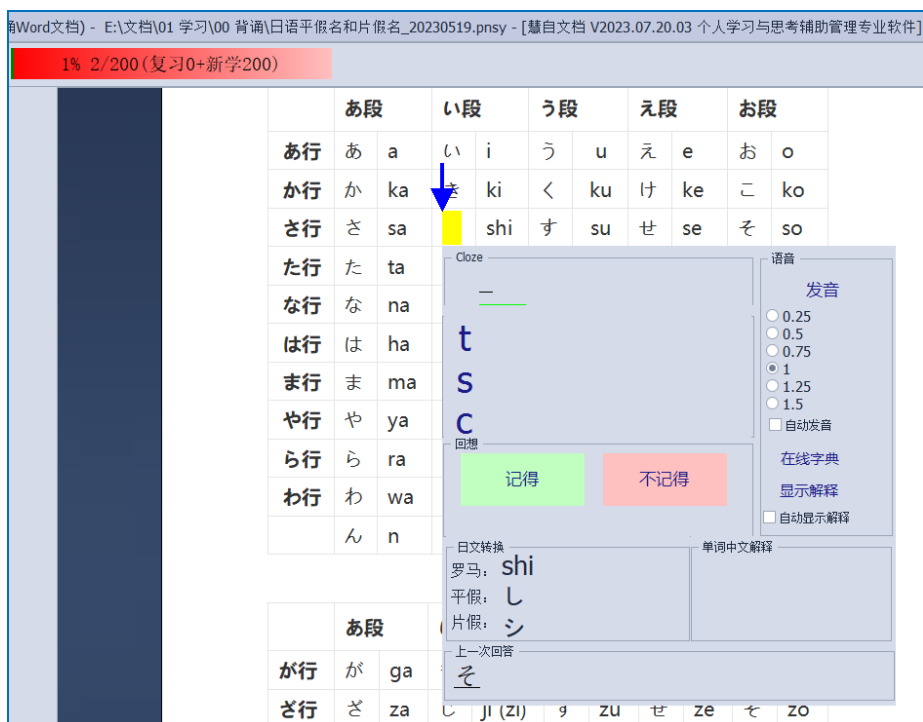 诵Word文档) - E:\文档\01 学习\00 背诵\日语平假名和片假名_20230519.pnsy - [慧自文档 V2023.07.20.03 个人学习与思考辅助管理专业软件]
1% 2/200(复习0+新学200)
あ段 い段 う段 え段 お段
あ行 あ a い i う u え e お o
か行 か ka き ki く ku け ke こ ko
さ行 さ sa shi す su せ se そ so
た行 た ta
な行 な na
は行 は ha
ま行 ま ma
や行 や ya
ら行 ら ra
わ行 わ wa
ん n
Cloze
_
t
s
c
回想
记得 不记得
语音
发音
0.25
0.5
0.75
1
1.25
1.5
自动发音
在线字典
显示解释
自动显示解释
日文转换
罗马: shi
平假: し
片假: シ
单词中文解释
上一次回答
そ
あ段
が行 が ga
ざ行 ざ za じ ji (zi) ず zu ぜ ze ぞ zo